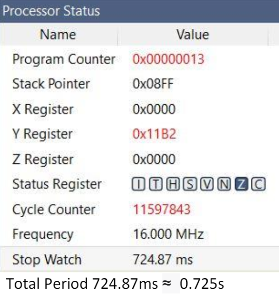 Processor Status
Name Value
Program Counter 0x00000013
Stack Pointer 0x08FF
X Register 0x0000
Y Register 0x11B2
Z Register 0x0000
Status Register I T H S V N Z C
Cycle Counter 11597843
Frequency 16.000 MHz
Stop Watch 724.87 ms
Total Period 724.87ms ≈ 0.725s